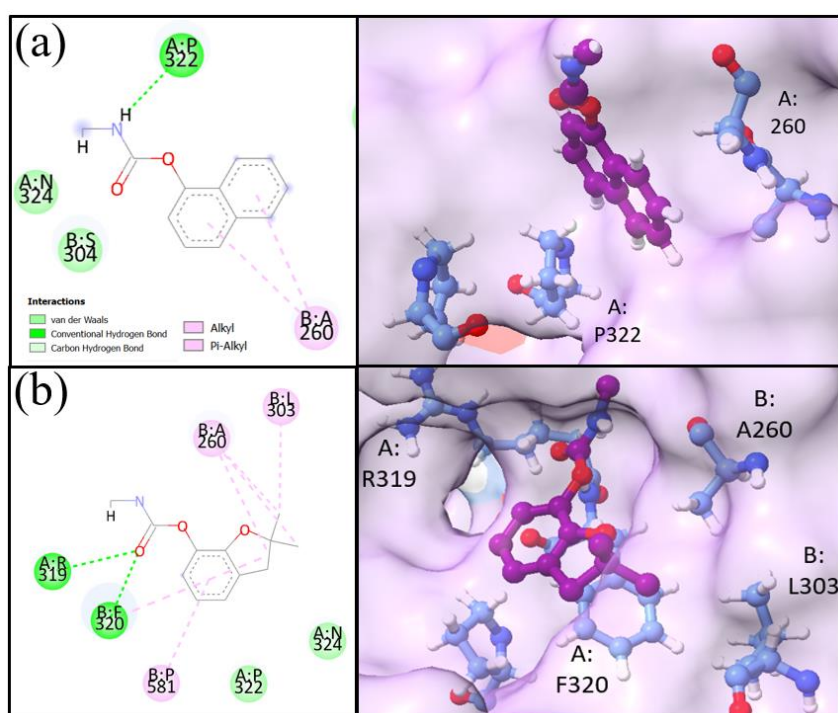 (a)
A:P
322
A:N
324
B:S
304
B:A
260
H
N
H
O
O
Interactions
van der Waals
Conventional Hydrogen Bond
Carbon Hydrogen Bond
Alkyl
Pi-Alkyl
A:
260
A:
P322
(b)
B:L
303
B:A
260
N
H
O
O
O
A:R
319
B:F
320
A:N
324
B:P
581
A:P
322
A:
R319
B:
A260
B:
L303
A:
F320